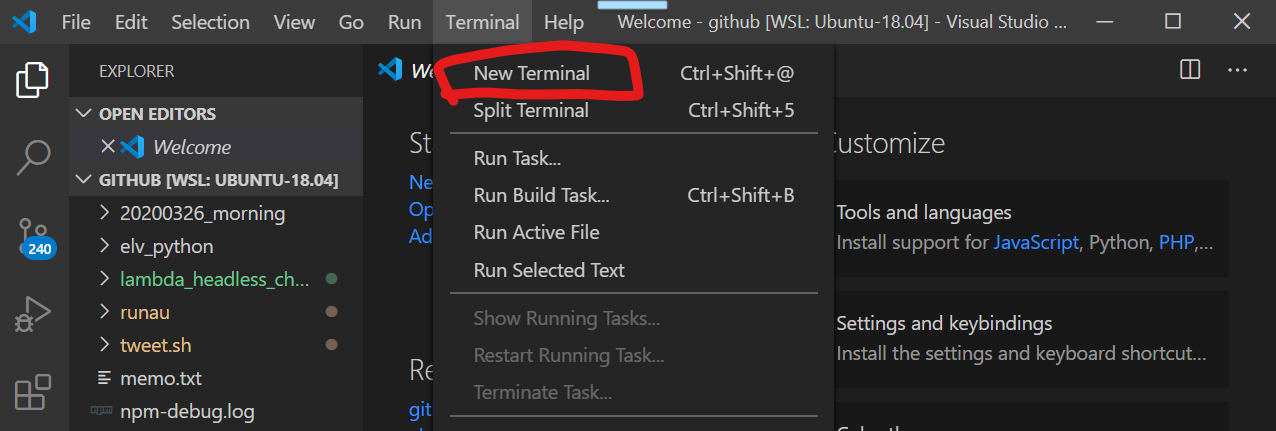 File Edit Selection View Go Run Terminal Help Welcome - github [WSL: Ubuntu-18.04] - Visual Studio ...
EXPLORER
OPEN EDITORS
Welcome
GITHUB [WSL: UBUNTU-18.04]
20200326_morning
elv_python
lambda_headless_ch...
runau
tweet.sh
memo.txt
npm-debug.log
240
New Terminal Ctrl+Shift+@
Split Terminal Ctrl+Shift+5
Run Task...
Run Build Task... Ctrl+Shift+B
Run Active File
Run Selected Text
Show Running Tasks...
Restart Running Task...
Terminate Task...
St
Ne
Op
Ad
Re
git
ustomize
Tools and languages
Install support for JavaScript, Python, PHP,...
Settings and keybindings
Install the settings and keyboard shortcut...